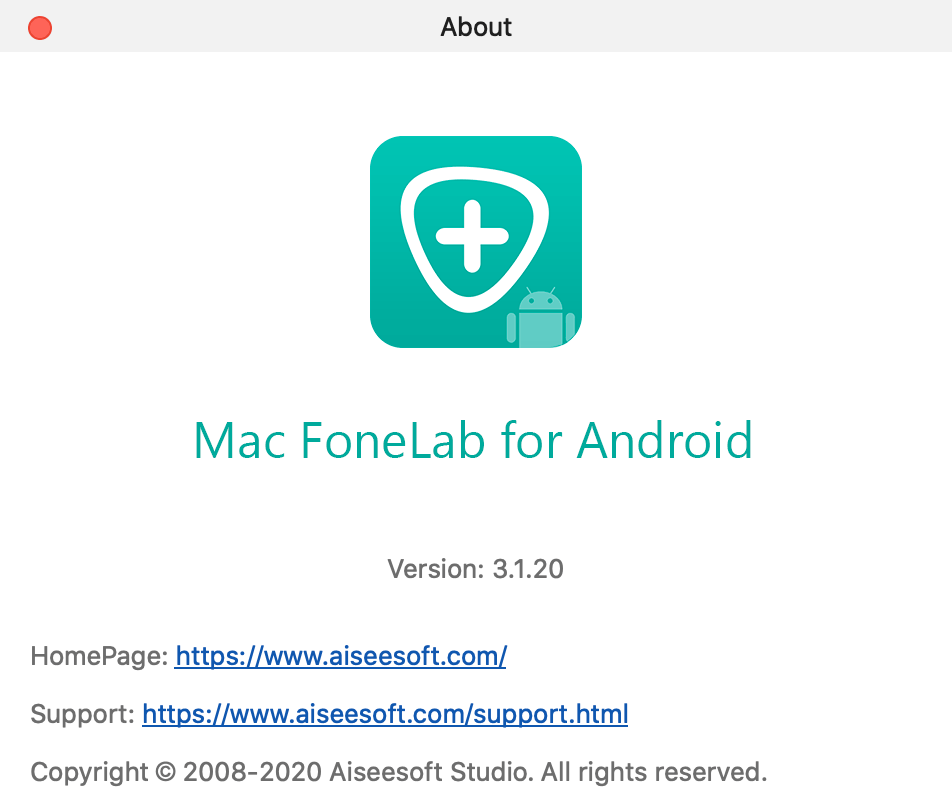 About
Mac FoneLab for Android
Version: 3.1.20
HomePage: https://www.aiseesoft.com/
Support: https://www.aiseesoft.com/support.html
Copyright © 2008-2020 Aiseesoft Studio. All rights reserved.